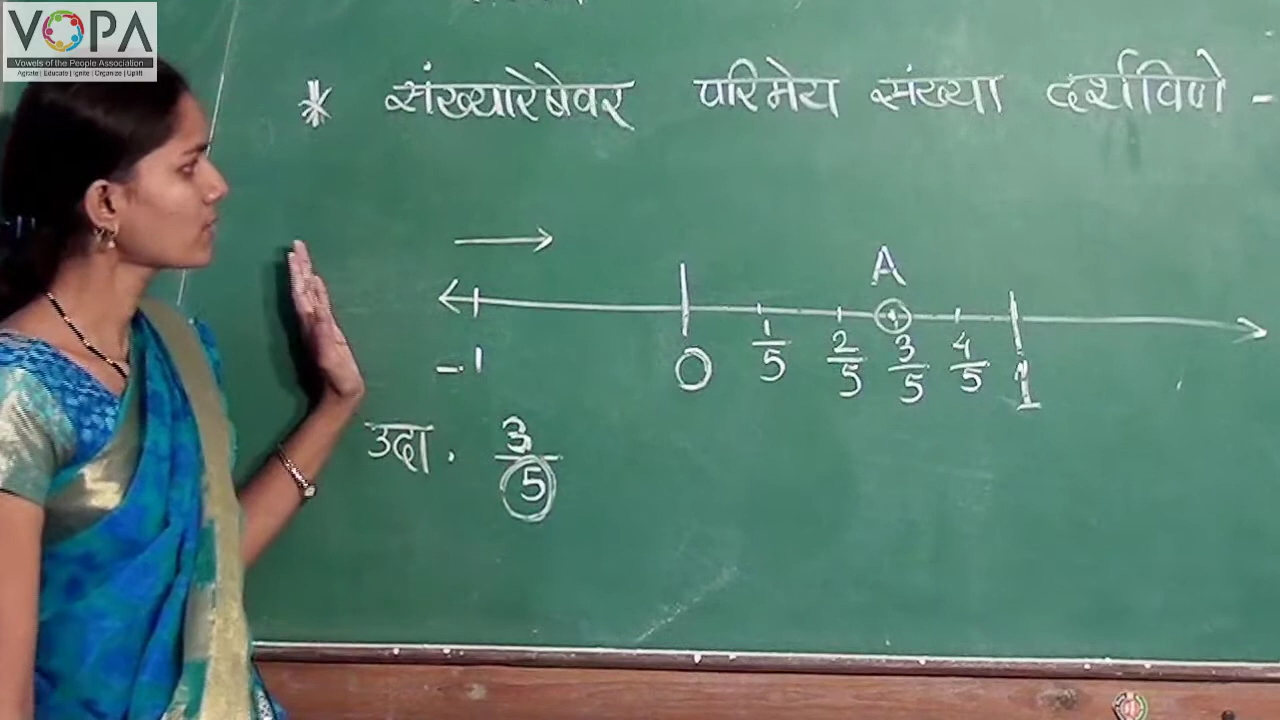 VOPA
Vowels of the People Association
Agitate | Educate | Ignite | Organize | Uplift
* संख्यारेषेवर परिमेय संख्या दर्शविणे -
A
-1 0 1/5 2/5 3/5 4/5 1
उदा. 3/5